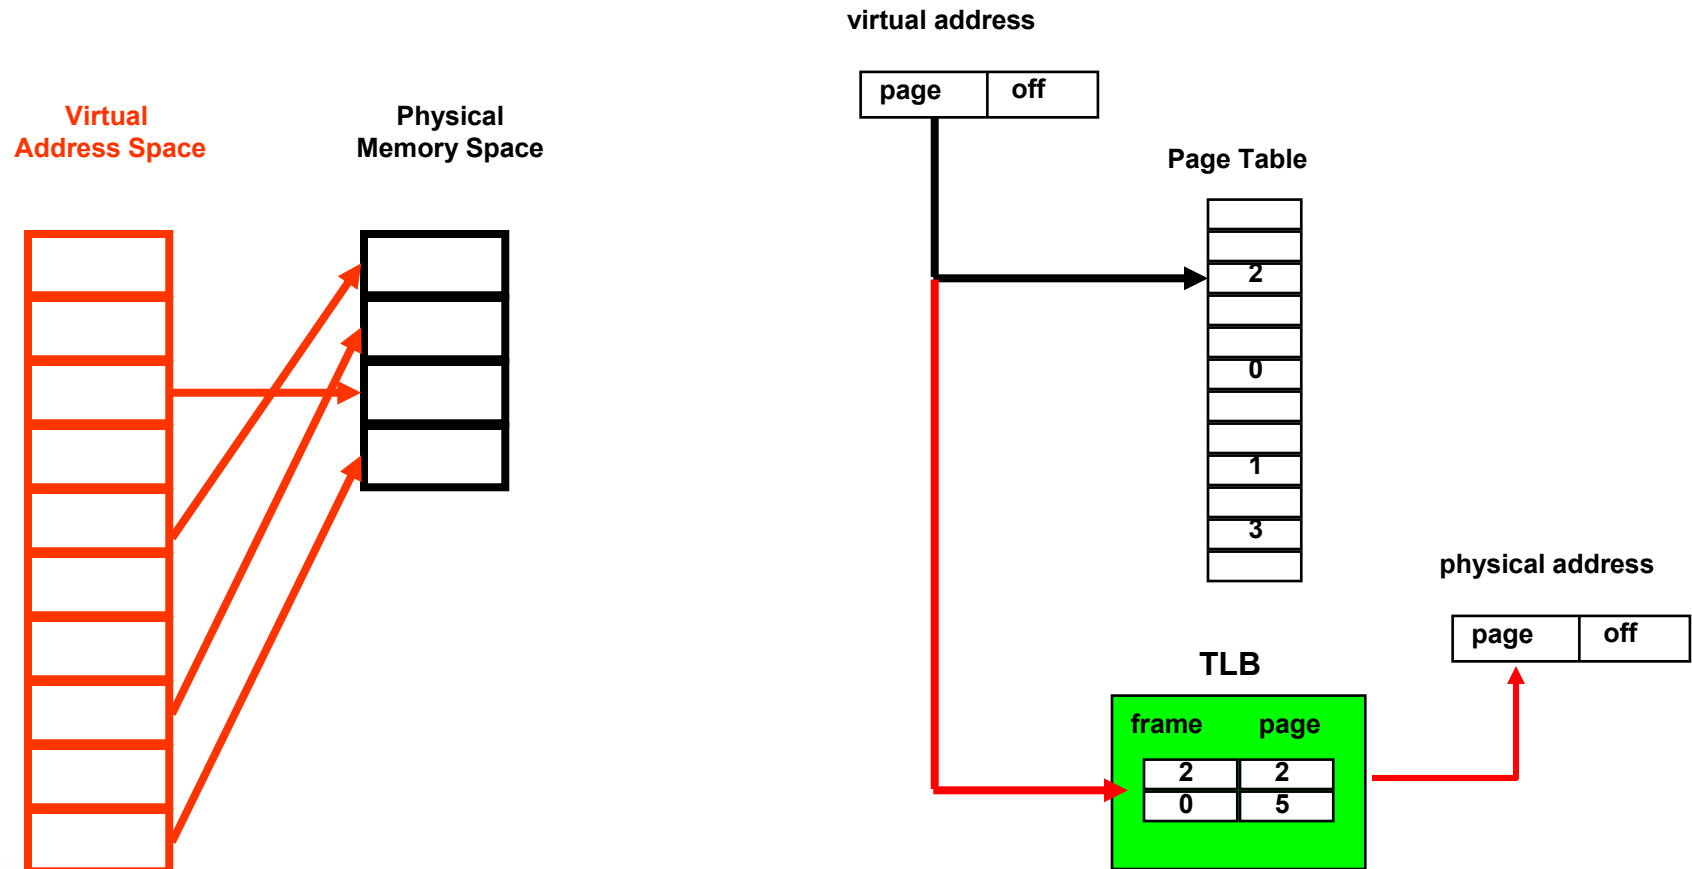 virtual address
page off
Virtual
Address Space
Physical
Memory Space
Page Table
2
0
1
3
physical address
page off
TLB
frame page
2 2
0 5